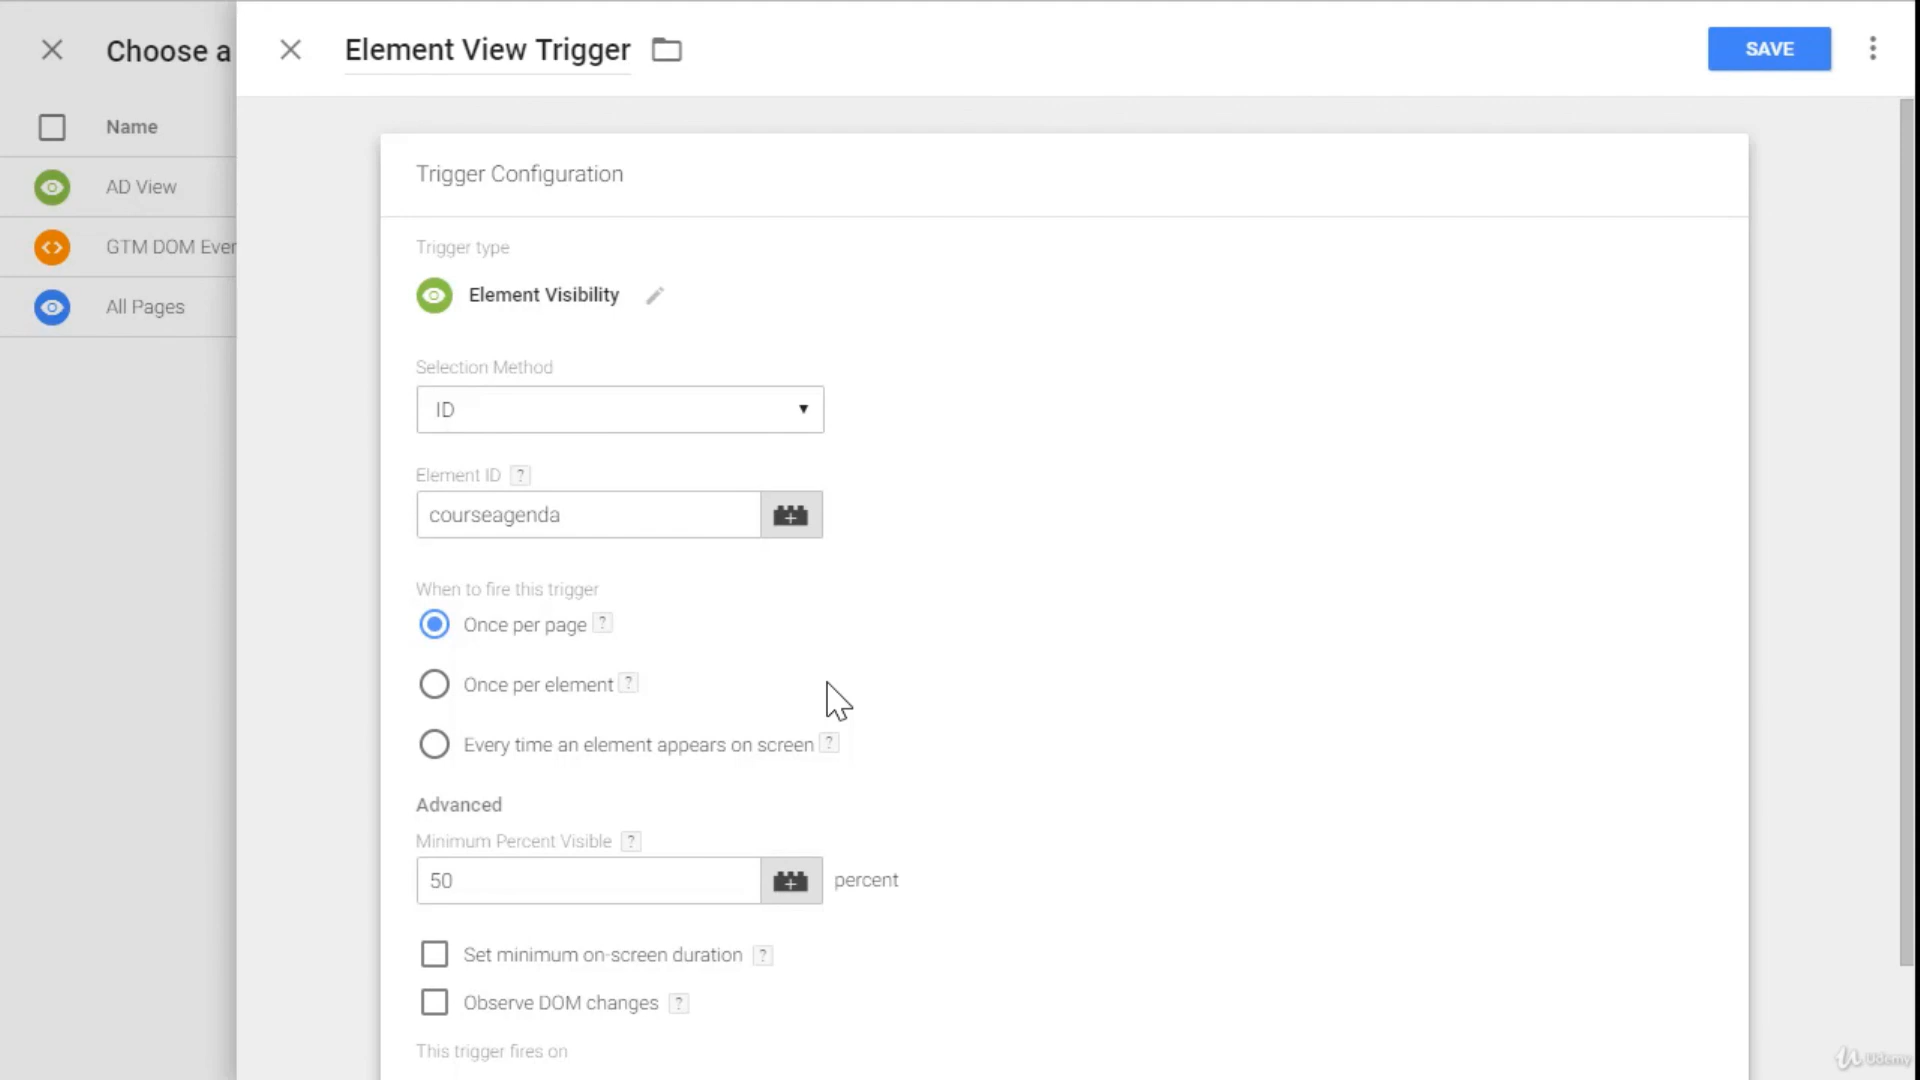 Choose a
Element View Trigger
SAVE
Name
AD View
GTM DOM Ever
All Pages
Trigger Configuration
Trigger type
Element Visibility
Selection Method
ID
Element ID ?
courseagenda
When to fire this trigger
Once per page ?
Once per element ?
Every time an element appears on screen ?
Advanced
Minimum Percent Visible ?
50 percent
Set minimum on-screen duration ?
Observe DOM changes ?
This trigger fires on
Udemy